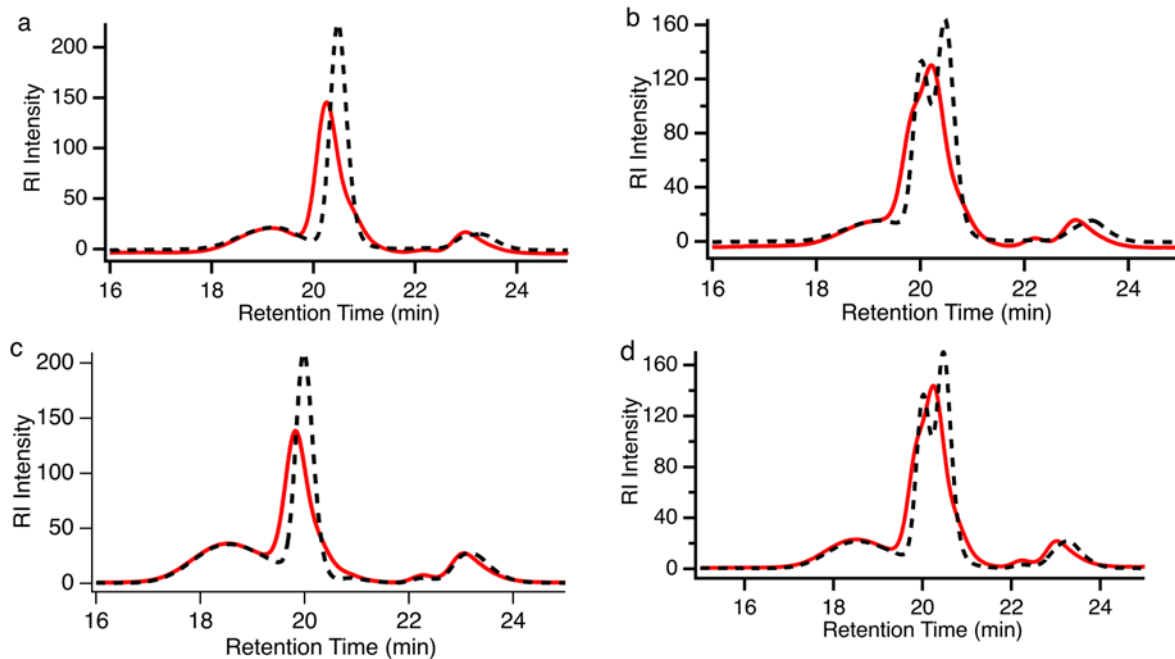 a
RI Intensity
200
150
100
50
0
16 18 20 22 24
Retention Time (min)
b
RI Intensity
160
120
80
40
0
16 18 20 22 24
Retention Time (min)
c
RI Intensity
200
150
100
50
0
16 18 20 22 24
Retention Time (min)
d
RI Intensity
160
120
80
40
0
16 18 20 22 24
Retention Time (min)